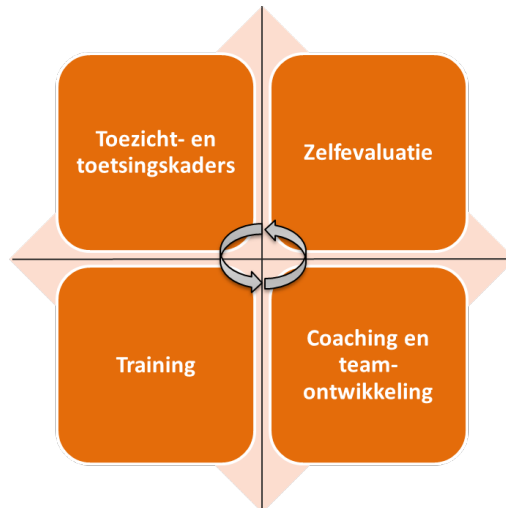 Toezicht- en
toetsingskaders
Zelfevaluatie
Training
Coaching en
team-
ontwikkeling